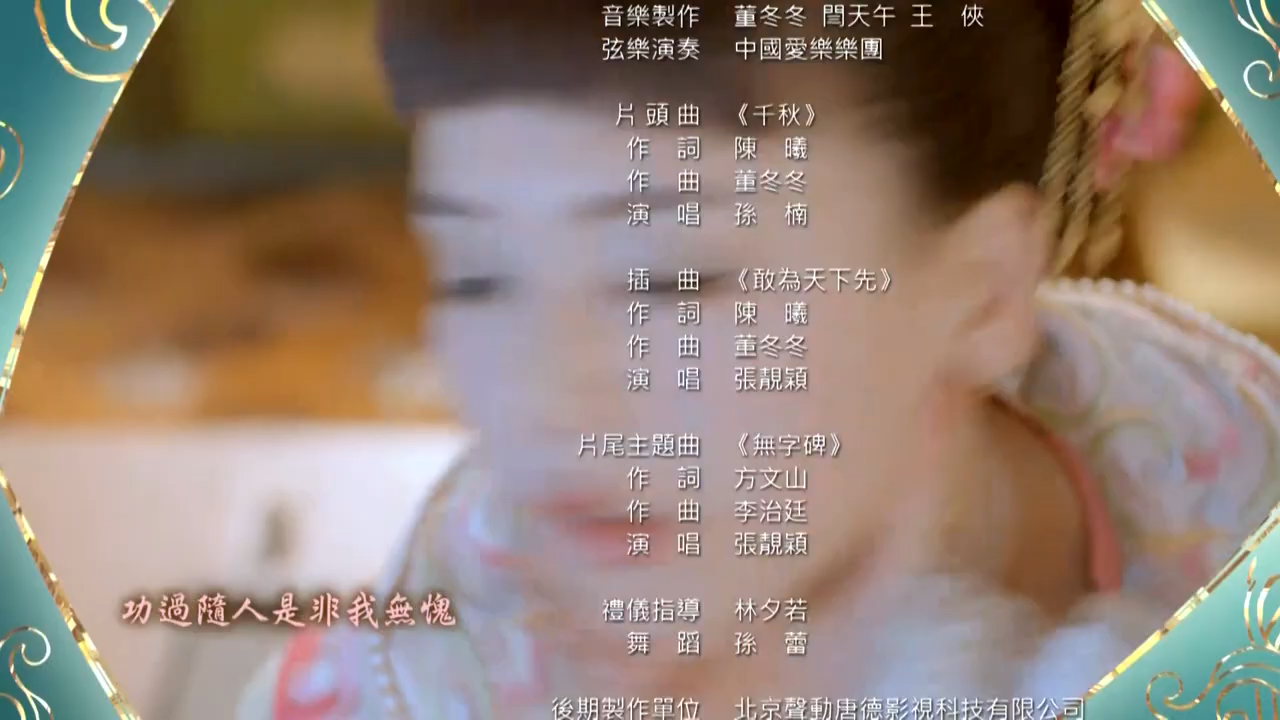 音樂製作 董冬冬 閆天午 王 俠
弦樂演奏 中國愛樂樂團
片頭曲 《千秋》
作 詞 陳 曦
作 曲 董冬冬
演 唱 孫 楠
插 曲 《敢為天下先》
作 詞 陳 曦
作 曲 董冬冬
演 唱 張靚穎
片尾主題曲 《無字碑》
作 詞 方文山
作 曲 李治廷
演 唱 張靚穎
功過隨人是非我無愧
禮儀指導 林夕若
舞 蹈 孫 蕾
後期製作單位 北京聲動唐德影視科技有限公司